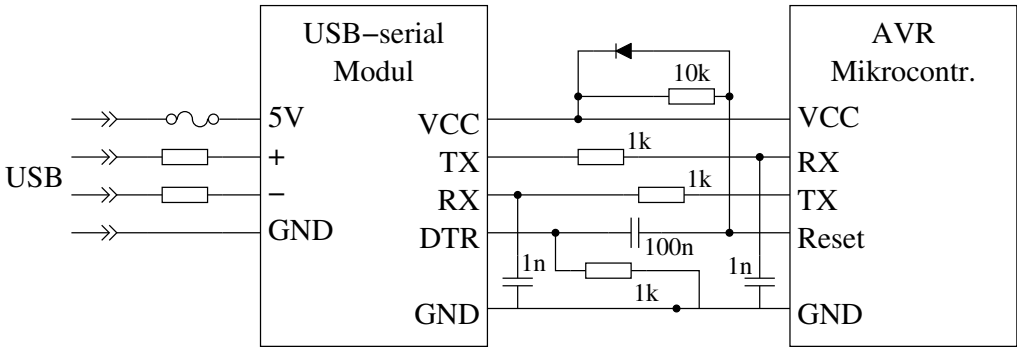 USB–serial
Modul
AVR
Mikrocontr.
10k
5V
VCC
VCC
+
TX
1k
RX
USB
−
RX
1k
TX
GND
DTR
100n
Reset
1n
1k
1n
GND
GND